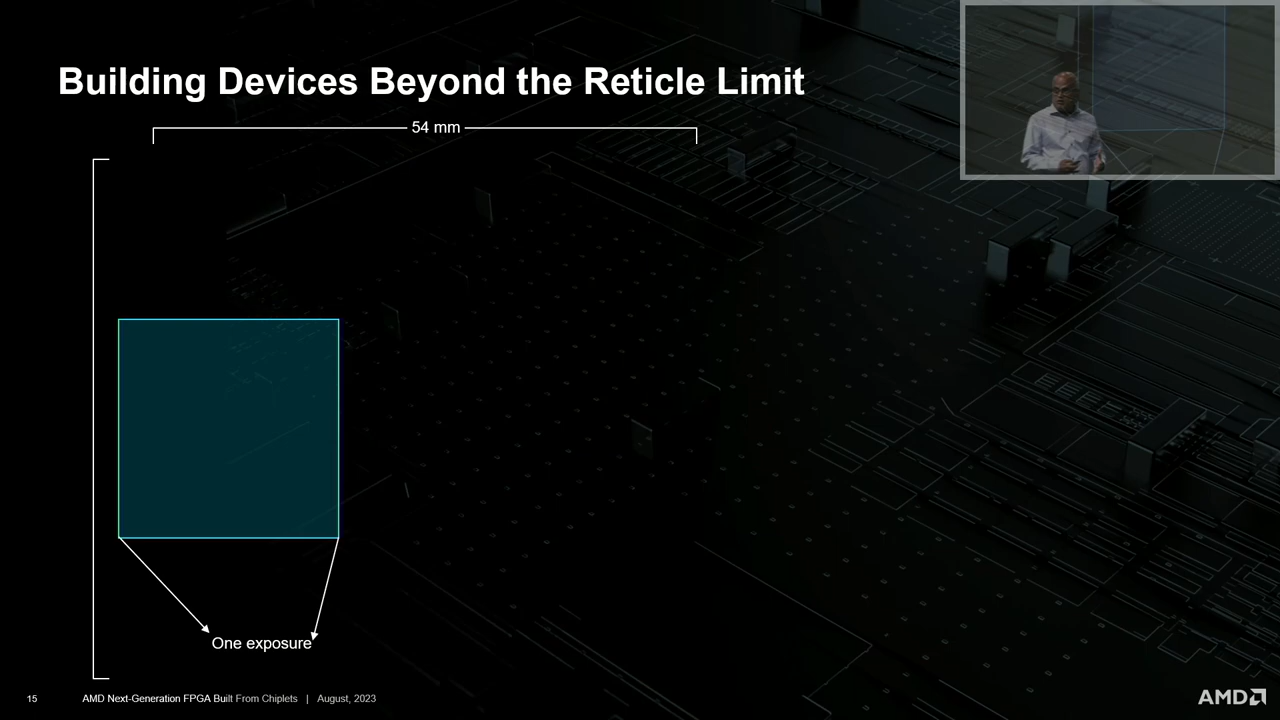 Building Devices Beyond the Reticle Limit
54 mm
One exposure
15 AMD Next-Generation FPGA Built From Chiplets | August, 2023
AMD